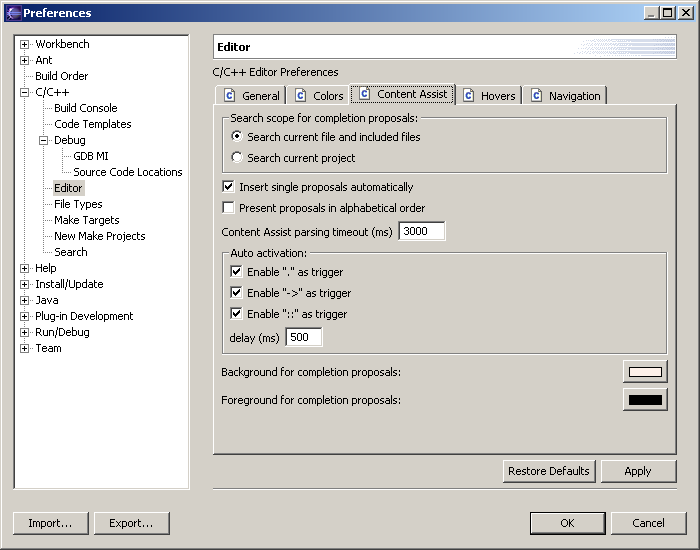 Preferences
Workbench
Ant
Build Order
C/C++
Build Console
Code Templates
Debug
GDB MI
Source Code Locations
Editor
File Types
Make Targets
New Make Projects
Search
Help
Install/Update
Java
Plug-in Development
Run/Debug
Team
Editor
C/C++ Editor Preferences
General Colors Content Assist Hovers Navigation
Search scope for completion proposals:
Search current file and included files
Search current project
Insert single proposals automatically
Present proposals in alphabetical order
Content Assist parsing timeout (ms) 3000
Auto activation:
Enable "." as trigger
Enable "->" as trigger
Enable "::" as trigger
delay (ms) 500
Background for completion proposals:
Foreground for completion proposals:
Restore Defaults Apply
Import... Export... OK Cancel